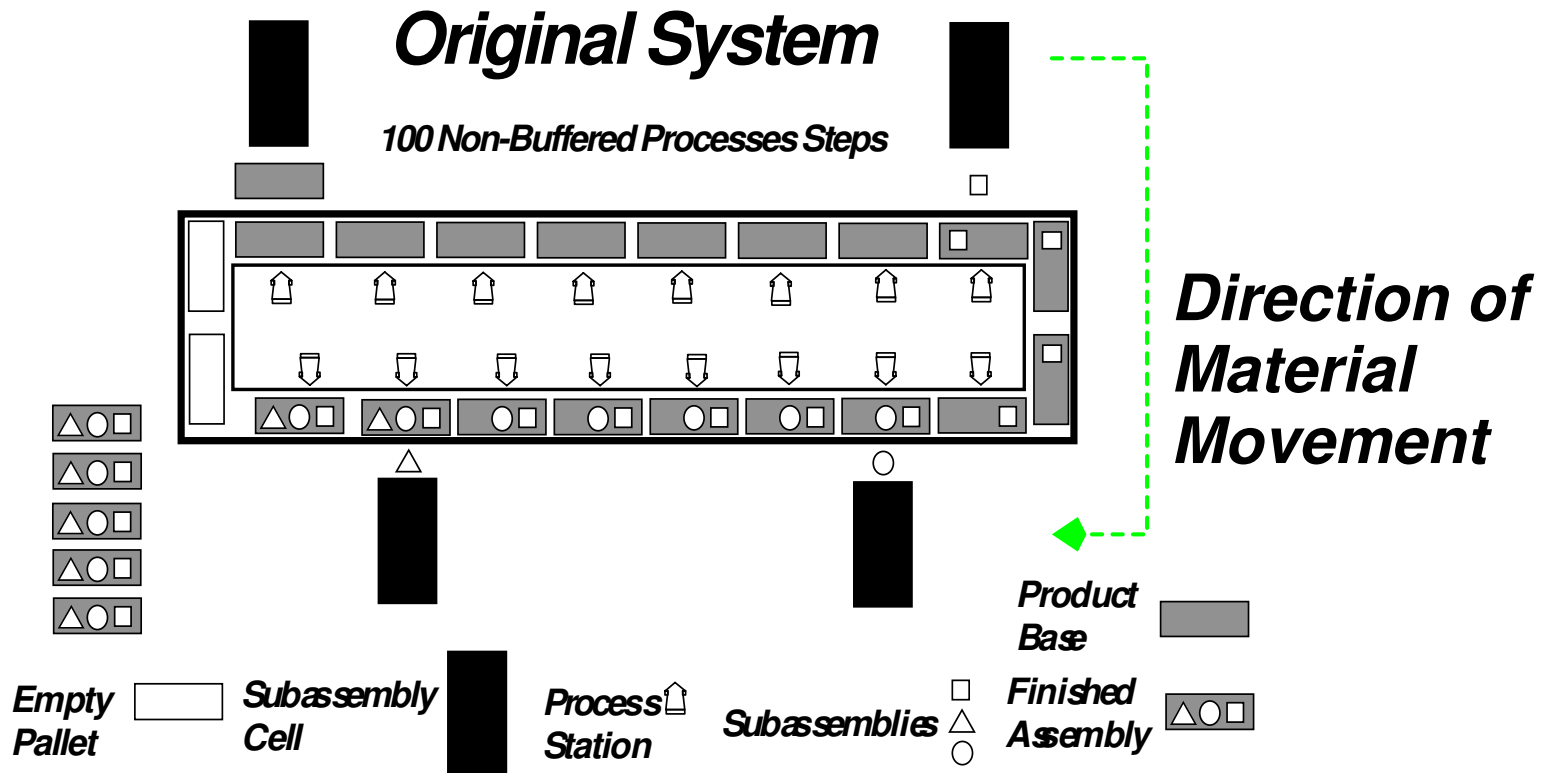 Original System
100 Non-Buffered Processes Steps
Direction of
Material
Movement
Product
Base
Empty
Pallet
Subassembly
Cell
Process
Station
Subassemblies
Finished
Assembly